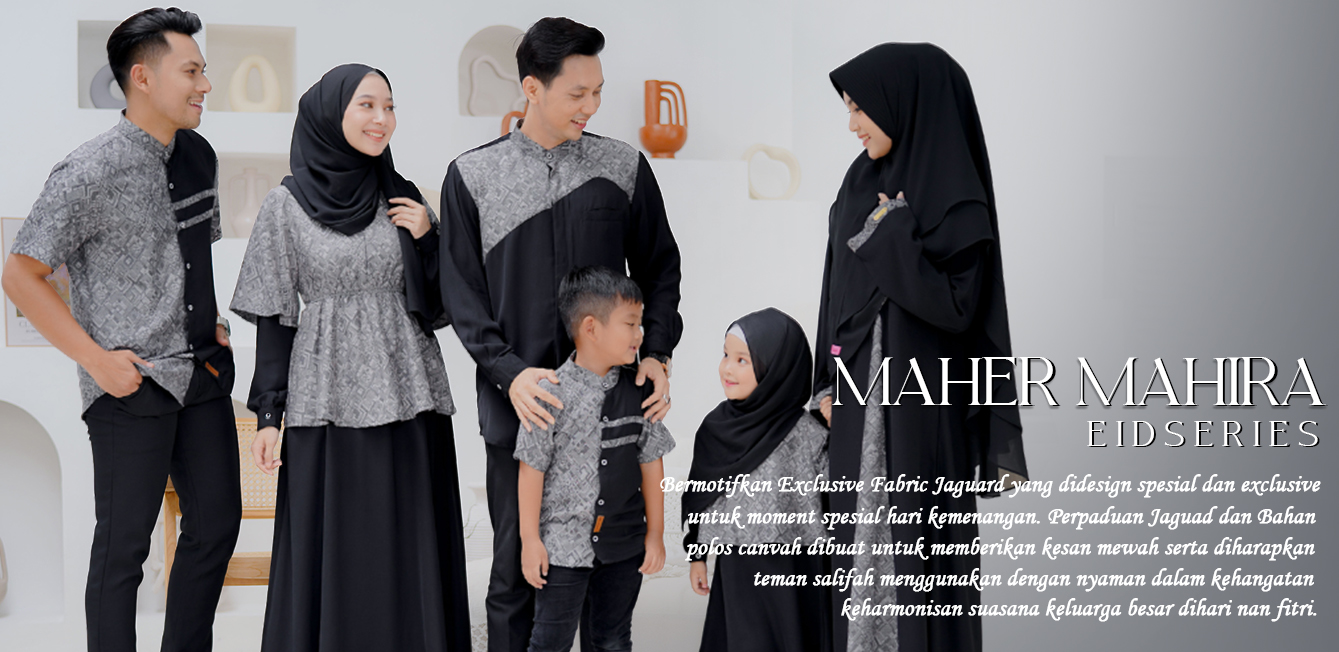 MAHER MAHIIRA
EIDSERIES
Bermotifkan Exclusive Fabric Jaguard yang didesign spesial dan exclusive
untuk moment spesial hari kemenangan. Perpaduan Jaguad dan Bahan
polos canvah dibuat untuk memberikan kesan mewah serta diharapkan
teman salifah menggunakan dengan nyaman dalam kehangatan
keharmonisan suasana keluarga besar dihari nan fitri.